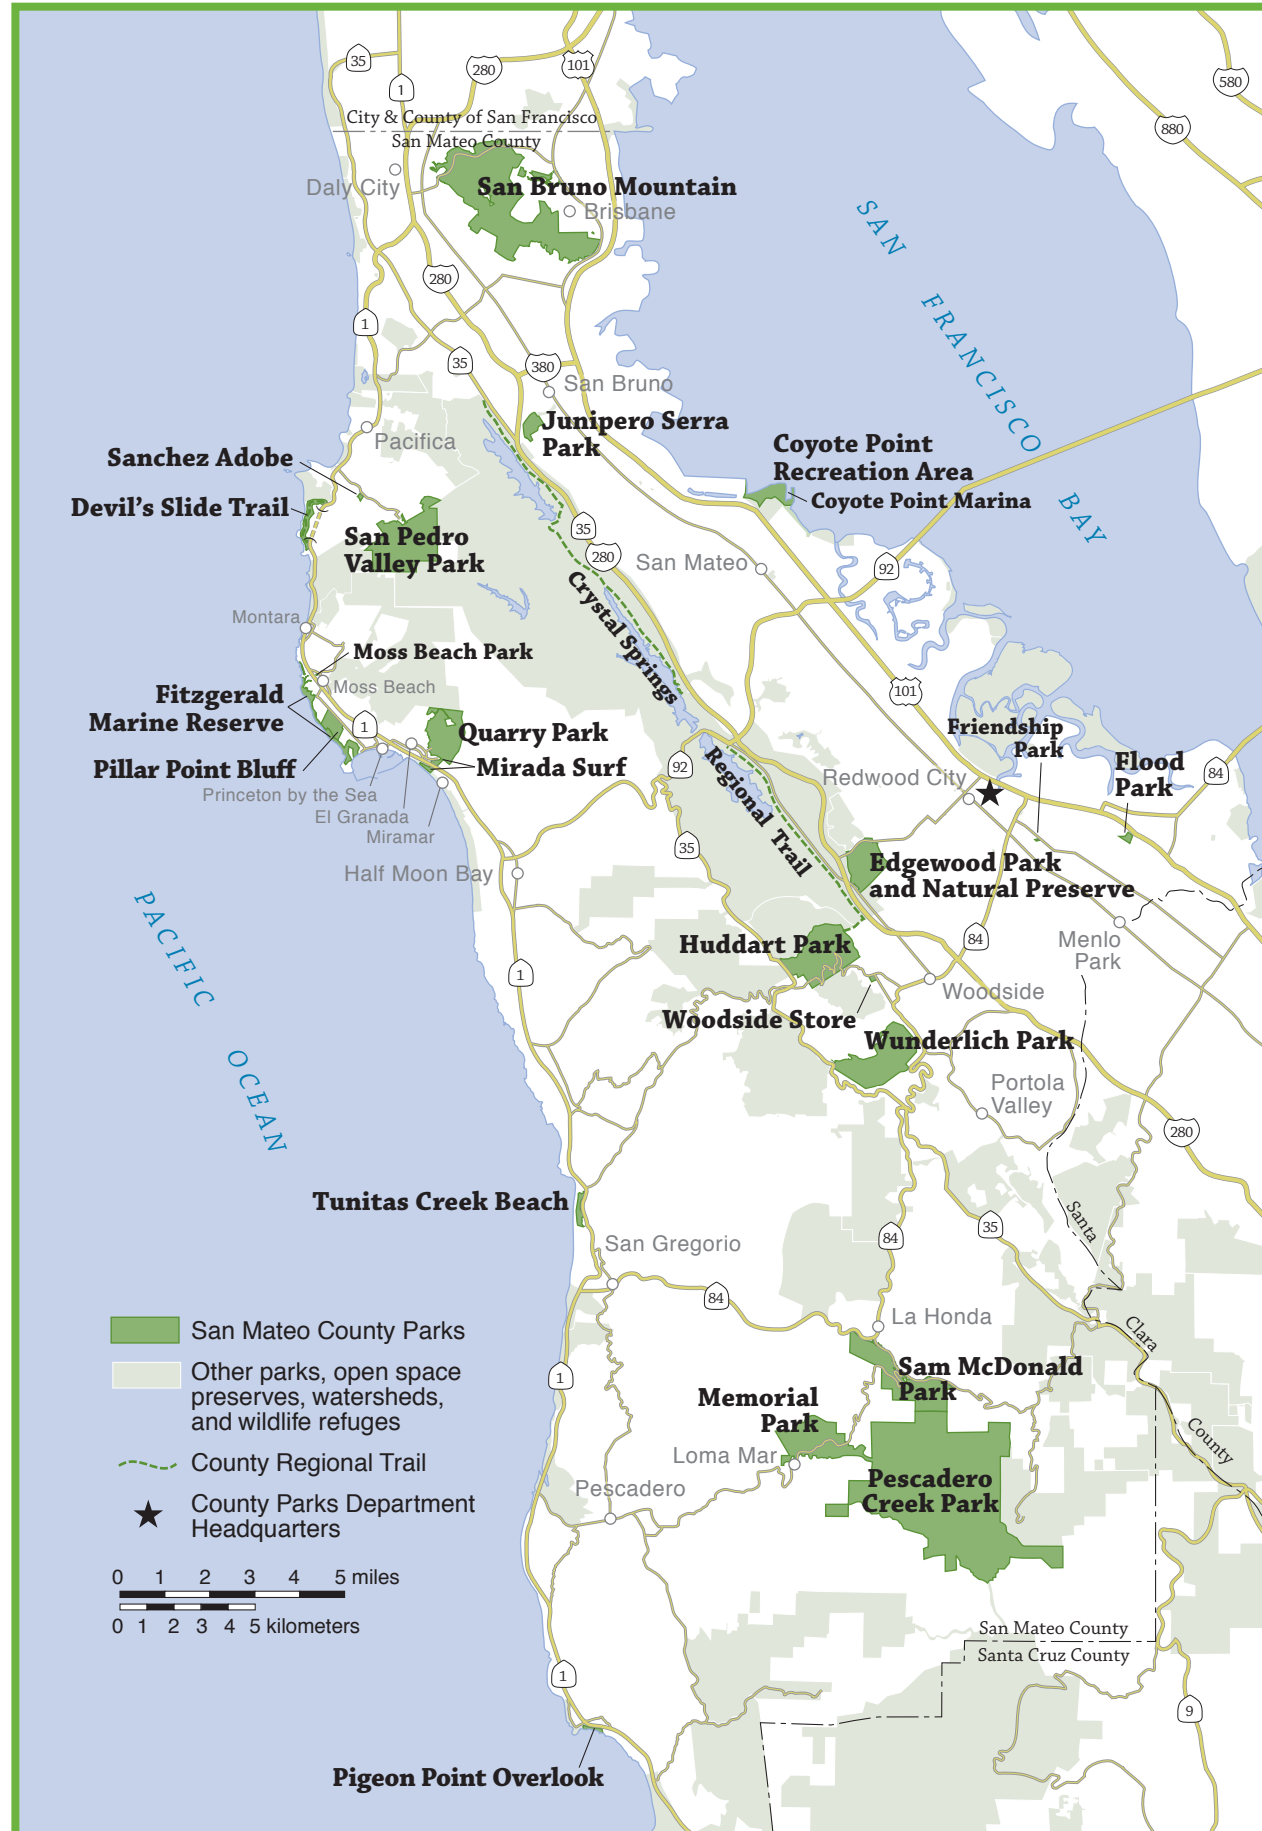 35
1
280
101
580
880
City & County of San Francisco
San Mateo County
Daly City
San Bruno Mountain
Brisbane
SAN FRANCISCO BAY
280
1
35
380
San Bruno
Junipero Serra
Park
Pacifica
Sanchez Adobe
Devil's Slide Trail
San Pedro
Valley Park
Coyote Point
Recreation Area
Coyote Point Marina
35
280
San Mateo
92
Crystal Springs
Regional Trail
Montara
Moss Beach Park
Moss Beach
Fitzgerald
Marine Reserve
1
Quarry Park
Mirada Surf
Pillar Point Bluff
Princeton by the Sea
El Granada
Miramar
Half Moon Bay
92
35
101
Friendship
Park
Flood
Park
84
Redwood City
Edgewood Park
and Natural Preserve
Huddart Park
84
Menlo
Park
Woodside
Woodside Store
Wunderlich Park
Portola
Valley
280
PACIFIC
OCEAN
1
Tunitas Creek Beach
San Gregorio
84
84
35
Santa
Clara
County
La Honda
Sam McDonald
Park
Memorial
Park
Loma Mar
Pescadero
Creek Park
Pescadero
1
San Mateo County Parks
Other parks, open space
preserves, watersheds,
and wildlife refuges
County Regional Trail
County Parks Department
Headquarters
0 1 2 3 4 5 miles
0 1 2 3 4 5 kilometers
San Mateo County
Santa Cruz County
1
9
Pigeon Point Overlook